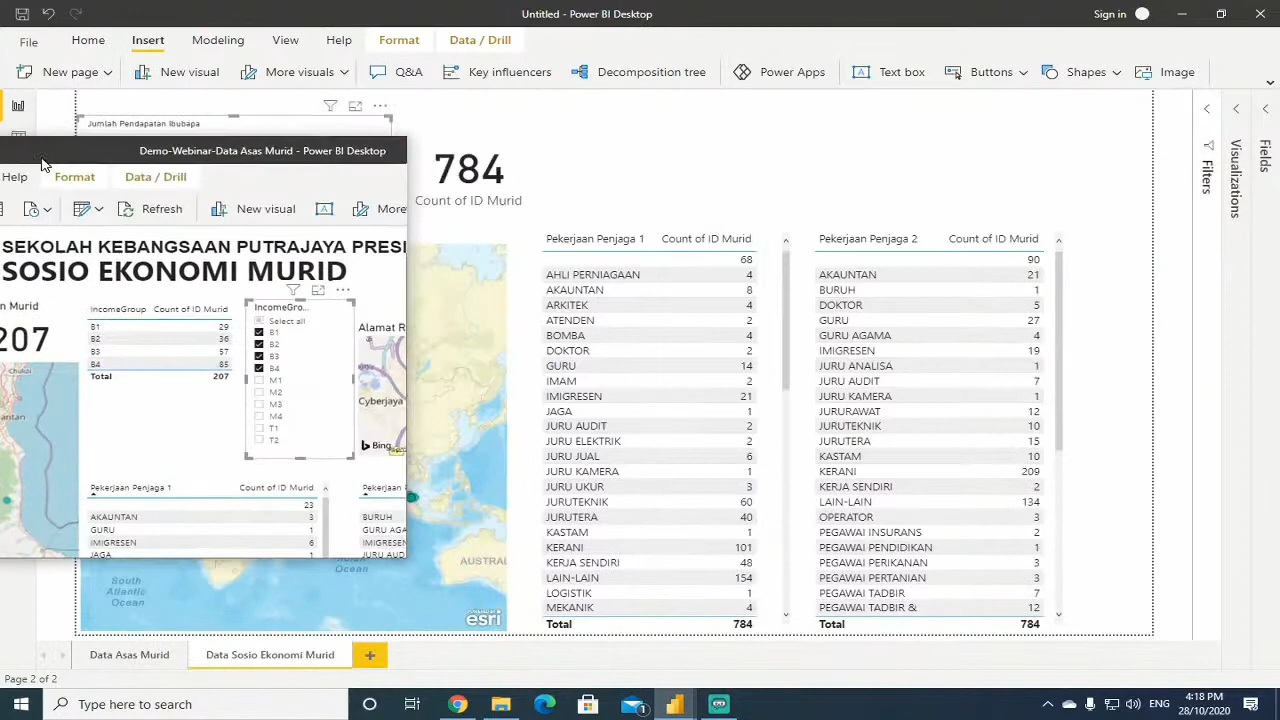 Untitled - Power BI Desktop
Sign in
File Home Insert Modeling View Help Format Data / Drill
New page New visual More visuals Q&A Key influencers Decomposition tree Power Apps Text box Buttons Shapes Image
Jumlah Pendapatan Ibubapa
Demo-Webinar-Data Asas Murid - Power BI Desktop
Help Format Data / Drill
Refresh New visual More
SEKOLAH KEBANGSAAN PUTRAJAYA PRESI
SOSIO EKONOMI MURID
n Murid
207
IncomeGroup Count of ID Murid
B1 29
B2 36
B3 57
B4 85
Total 207
IncomeGro...
Select all
B1
B2
B3
B4
M1
M2
M3
M4
T1
T2
Alamat R
Cyberjaya
Bing
Chukai
antan
Pekerjaan Penjaga 1 Count of ID Murid
23
AKAUNTAN 3
GURU 1
IMIGRESEN 6
JAGA 1
Pekerjaan P
BURUH
GURU AGA
IMIGRESEN
JURU AUD
784
Count of ID Murid
South
Atlantic
Ocean
Ocean
AUSTRAL
POWERED BY
esri
Pekerjaan Penjaga 1 Count of ID Murid
68
AHLI PERNIAGAAN 4
AKAUNTAN 8
ARKITEK 4
ATENDEN 2
BOMBA 4
DOKTOR 2
GURU 14
IMAM 2
IMIGRESEN 21
JAGA 1
JURU AUDIT 2
JURU ELEKTRIK 2
JURU JUAL 6
JURU KAMERA 1
JURU UKUR 3
JURUTEKNIK 60
JURUTERA 40
KASTAM 1
KERANI 101
KERJA SENDIRI 48
LAIN-LAIN 154
LOGISTIK 1
MEKANIK 4
Total 784
Pekerjaan Penjaga 2 Count of ID Murid
90
AKAUNTAN 21
BURUH 1
DOKTOR 5
GURU 27
GURU AGAMA 4
IMIGRESEN 19
JURU ANALISA 1
JURU AUDIT 7
JURU KAMERA 1
JURURAWAT 12
JURUTEKNIK 10
JURUTERA 15
KASTAM 10
KERANI 209
KERJA SENDIRI 2
LAIN-LAIN 134
OPERATOR 3
PEGAWAI INSURANS 2
PEGAWAI PENDIDIKAN 1
PEGAWAI PERIKANAN 3
PEGAWAI PERTANIAN 3
PEGAWAI TADBIR 7
PEGAWAI TADBIR & 12
Total 784
Filters
Visualizations
Fields
Data Asas Murid Data Sosio Ekonomi Murid
Page 2 of 2
Type here to search
1
ENG
4:18 PM
28/10/2020